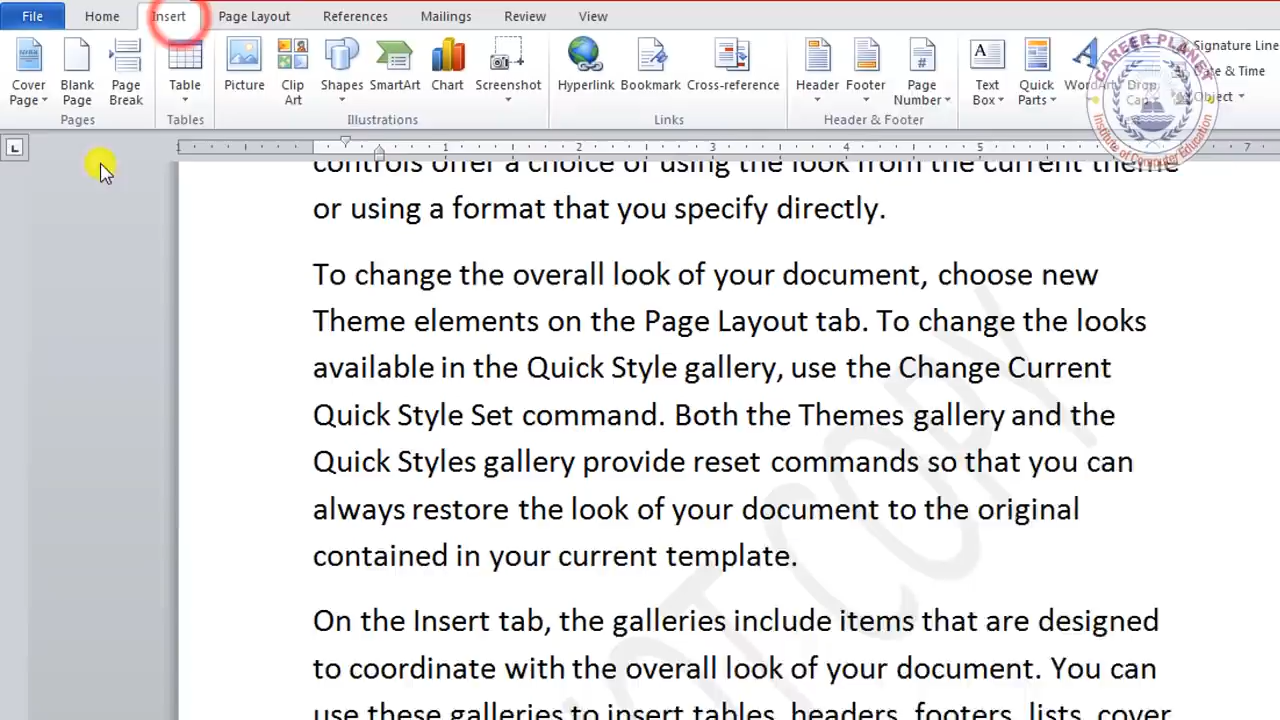 File Home Insert Page Layout References Mailings Review View
Cover Page Blank Page Page Break Table Picture Clip Art Shapes SmartArt Chart Screenshot Hyperlink Bookmark Cross-reference Header Footer Page Number Text Box Quick Parts WordArt Drop Cap Signature Line Date & Time Object
Pages Tables Illustrations Links Header & Footer
CAREER PLANET
Institute of Computer Education
1 2 3 4 5 7
controls offer a choice of using the look from the current theme
or using a format that you specify directly.
To change the overall look of your document, choose new
Theme elements on the Page Layout tab. To change the looks
available in the Quick Style gallery, use the Change Current
Quick Style Set command. Both the Themes gallery and the
Quick Styles gallery provide reset commands so that you can
always restore the look of your document to the original
contained in your current template.
On the Insert tab, the galleries include items that are designed
to coordinate with the overall look of your document. You can
use these galleries to insert tables, headers, footers, lists, cover
COPY